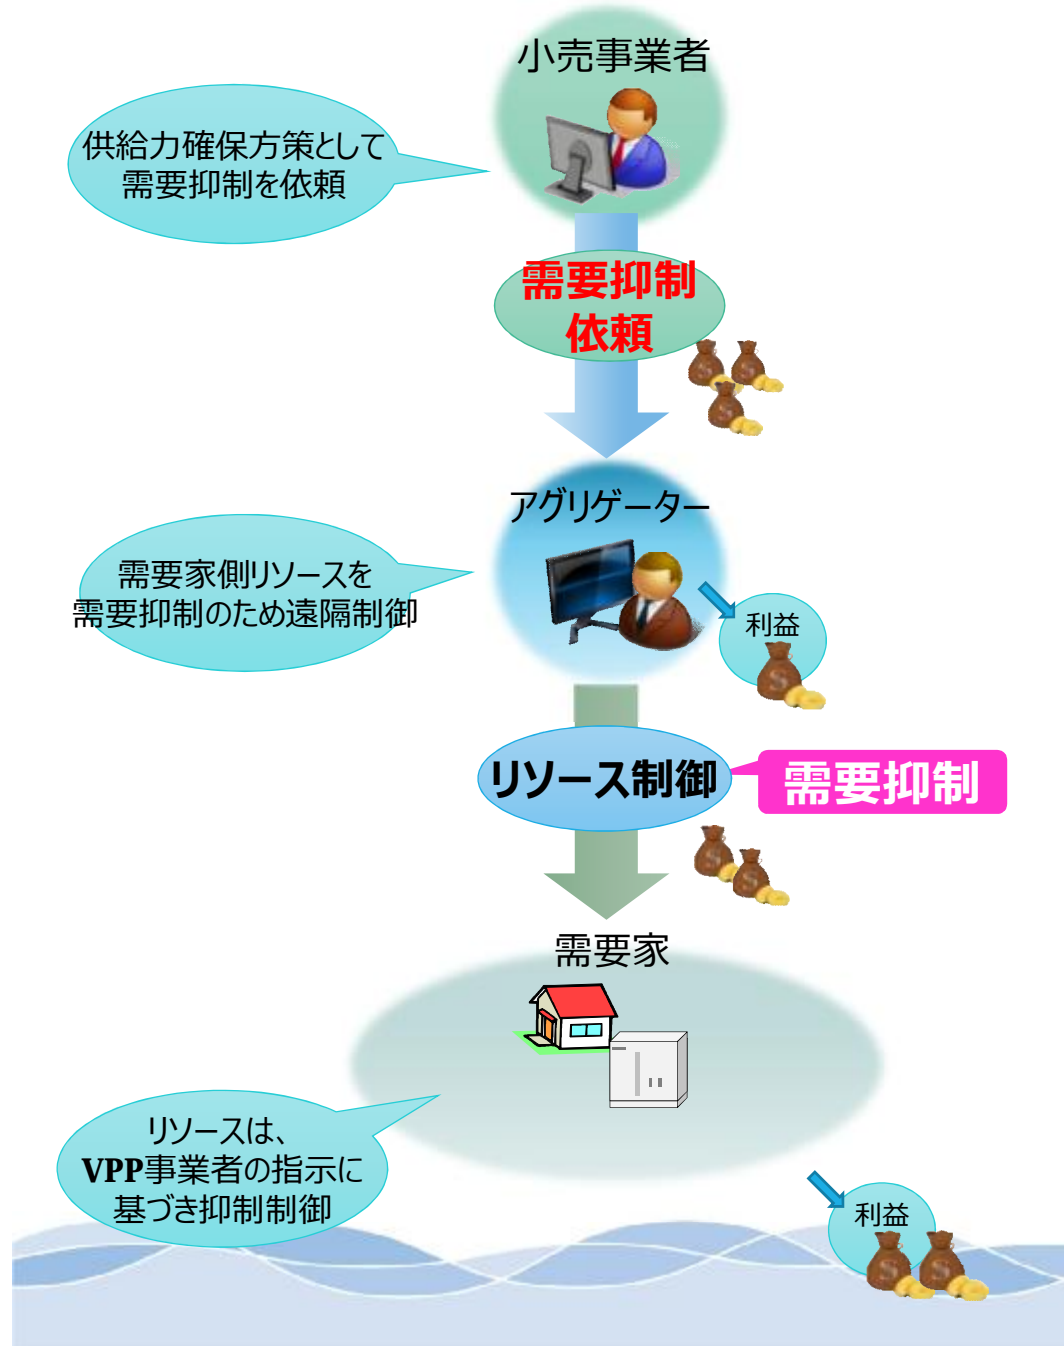 小売事業者
供給力確保方策として
需要抑制を依頼
需要抑制
依頼
アグリゲーター
需要家側リソースを
需要抑制のため遠隔制御
利益
リソース制御
需要抑制
需要家
リソースは、
VPP事業者の指示に
基づき抑制制御
利益